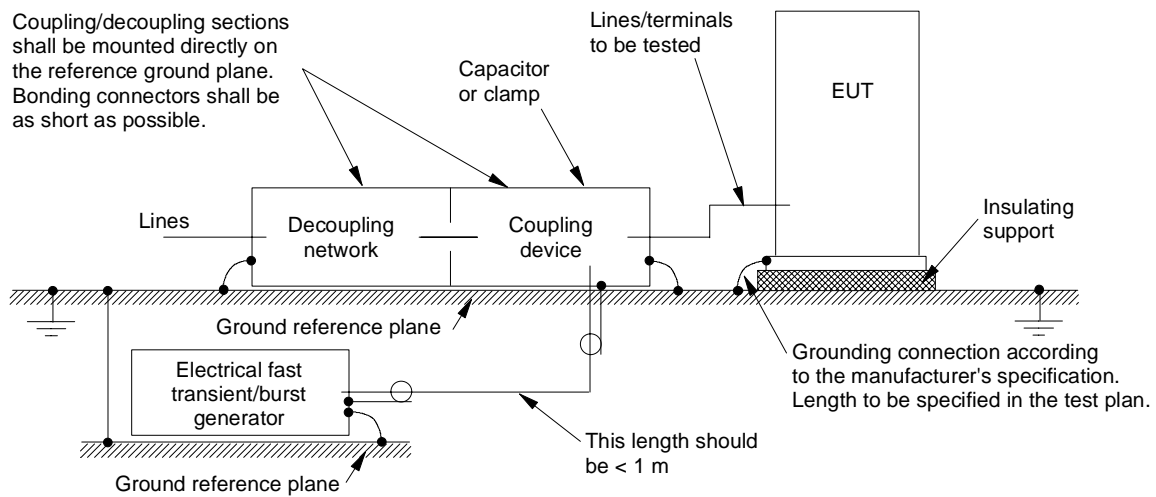 Coupling/decoupling sections
shall be mounted directly on
the reference ground plane.
Bonding connectors shall be
as short as possible.
Capacitor
or clamp
Lines/terminals
to be tested
EUT
Lines
Decoupling
network
Coupling
device
Insulating
support
Ground reference plane
Electrical fast
transient/burst
generator
Grounding connection according
to the manufacturer's specification.
Length to be specified in the test plan.
This length should
be < 1 m
Ground reference plane